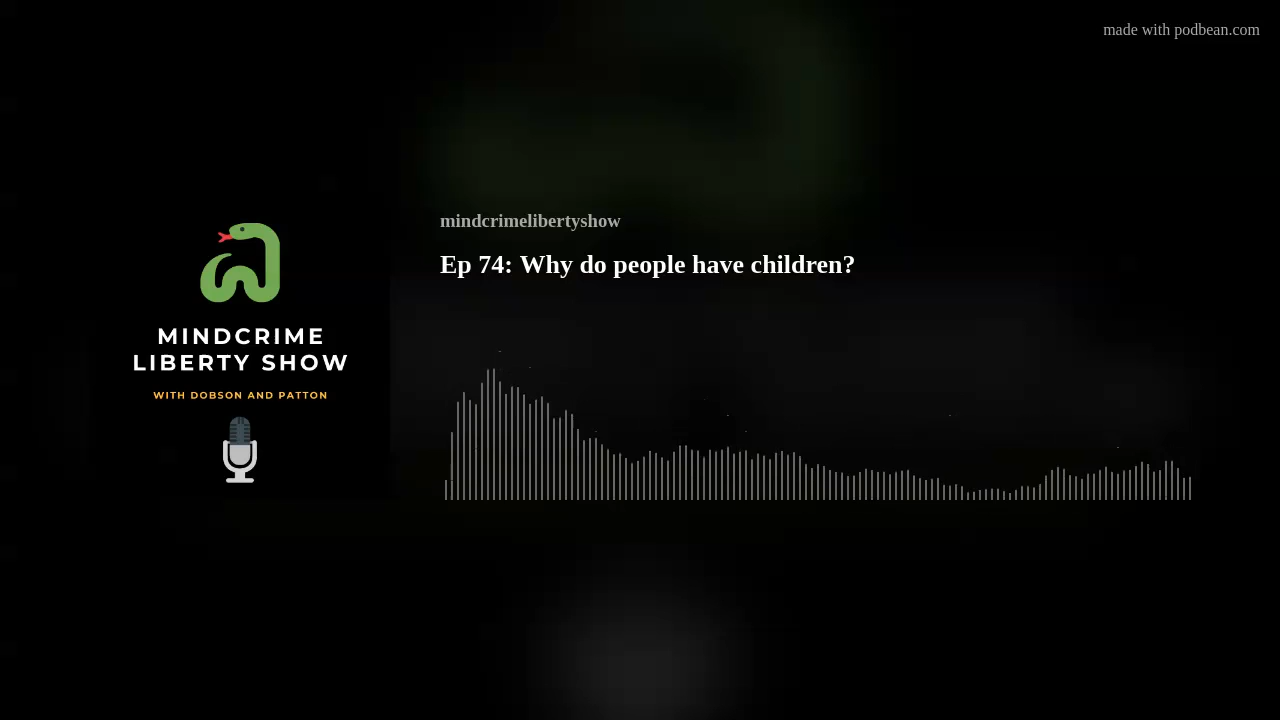 made with podbean.com
mindcrimelibertyshow
Ep 74: Why do people have children?
MINDCRIME
LIBERTY SHOW
WITH DOBSON AND PATTON